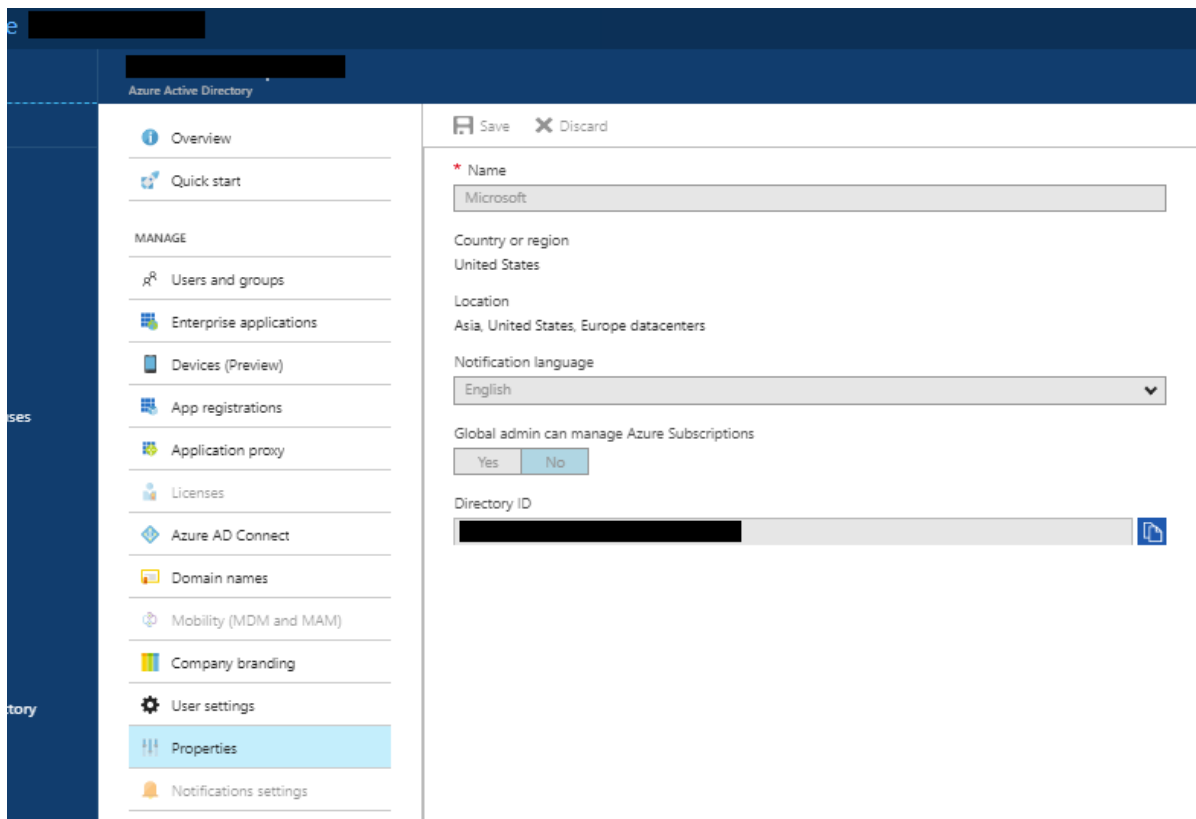 e
Azure Active Directory
ises
ctory
Overview
Quick start
MANAGE
Users and groups
Enterprise applications
Devices (Preview)
App registrations
Application proxy
Licenses
Azure AD Connect
Domain names
Mobility (MDM and MAM)
Company branding
User settings
Properties
Notifications settings
Save Discard
* Name
Microsoft
Country or region
United States
Location
Asia, United States, Europe datacenters
Notification language
English
Global admin can manage Azure Subscriptions
Yes No
Directory ID